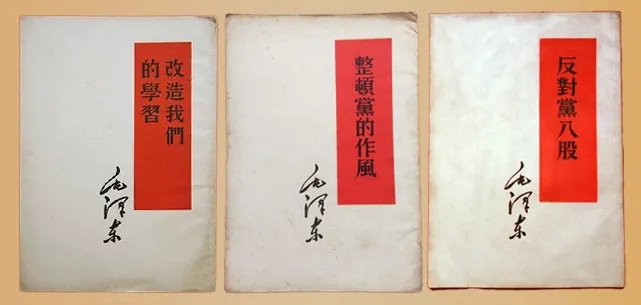 改造我們
的學習
毛泽东
整頓黨的作風
毛泽东
反對黨八股
毛泽东